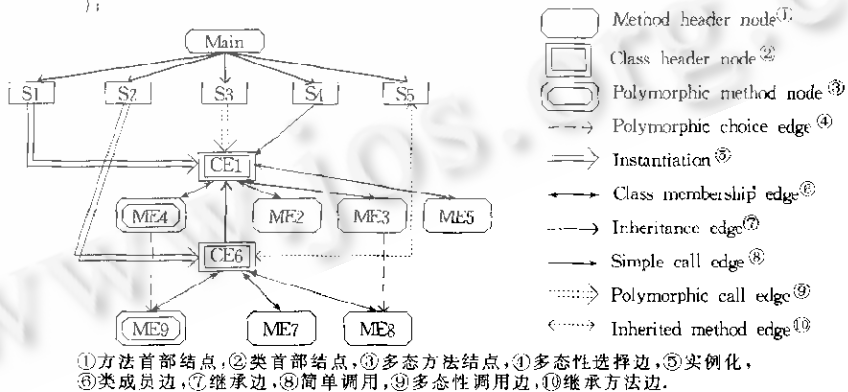 );
Main
S1 S2 S3 S4 S5
CE1
ME4 ME2 ME3 ME5
CE6
ME9 ME7 ME8
Method header node①
Class header node②
Polymorphic method node③
Polymorphic choice edge④
Instantiation⑤
Class membership edge⑥
Inheritance edge⑦
Simple call edge⑧
Polymorphic call edge⑨
Inherited method edge⑩
①方法首部结点,②类首部结点,③多态方法结点,④多态性选择边,⑤实例化,
⑥类成员边,⑦继承边,⑧简单调用,⑨多态性调用边,⑩继承方法边.